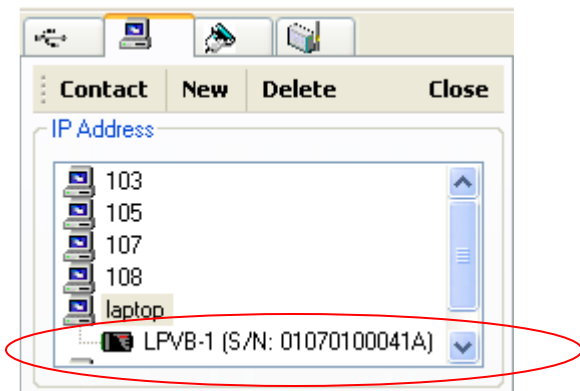 Contact New Delete Close
IP Address
103
105
107
108
laptop
LPVB-1 (S/N: 01070100041A)